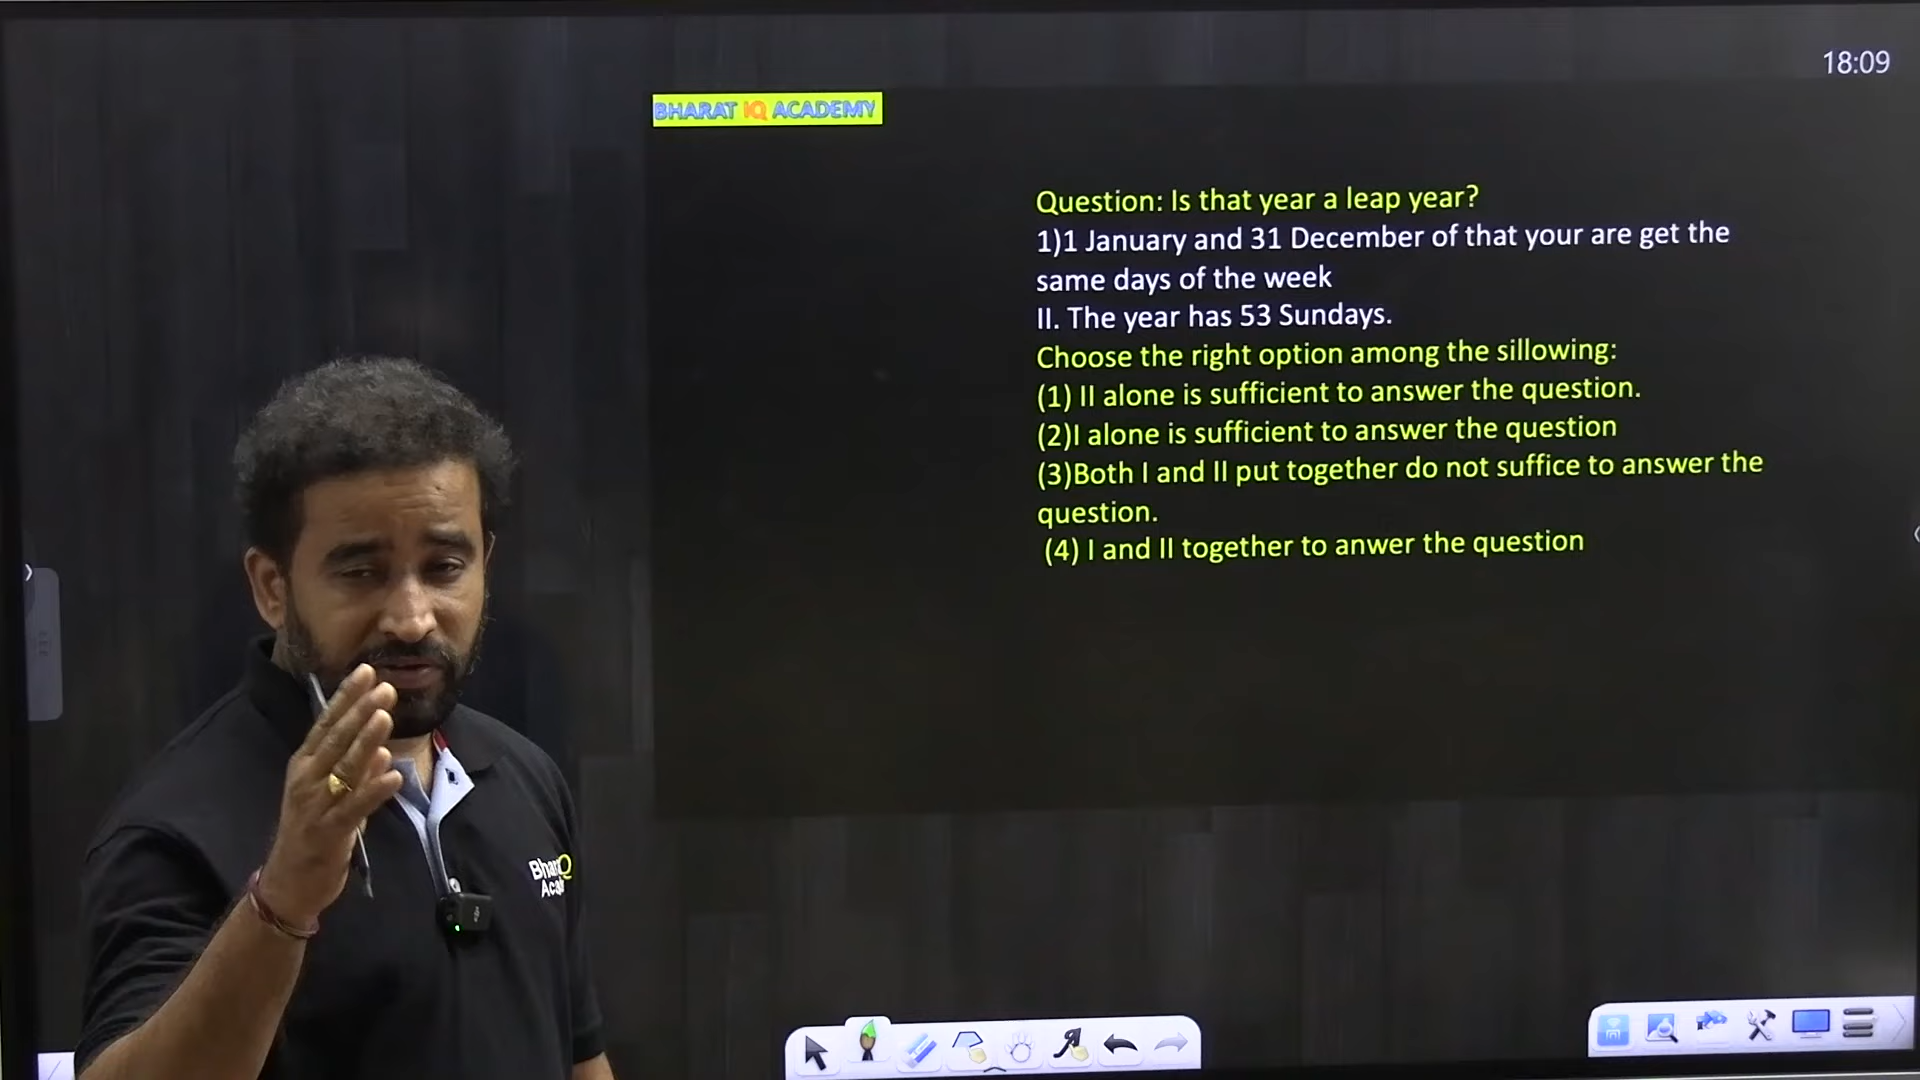 18:09
BHARAT IQ ACADEMY
Question: Is that year a leap year?
1)1 January and 31 December of that your are get the
same days of the week
II. The year has 53 Sundays.
Choose the right option among the sillowing:
(1) II alone is sufficient to answer the question.
(2)I alone is sufficient to answer the question
(3)Both I and II put together do not suffice to answer the
question.
(4) I and II together to anwer the question